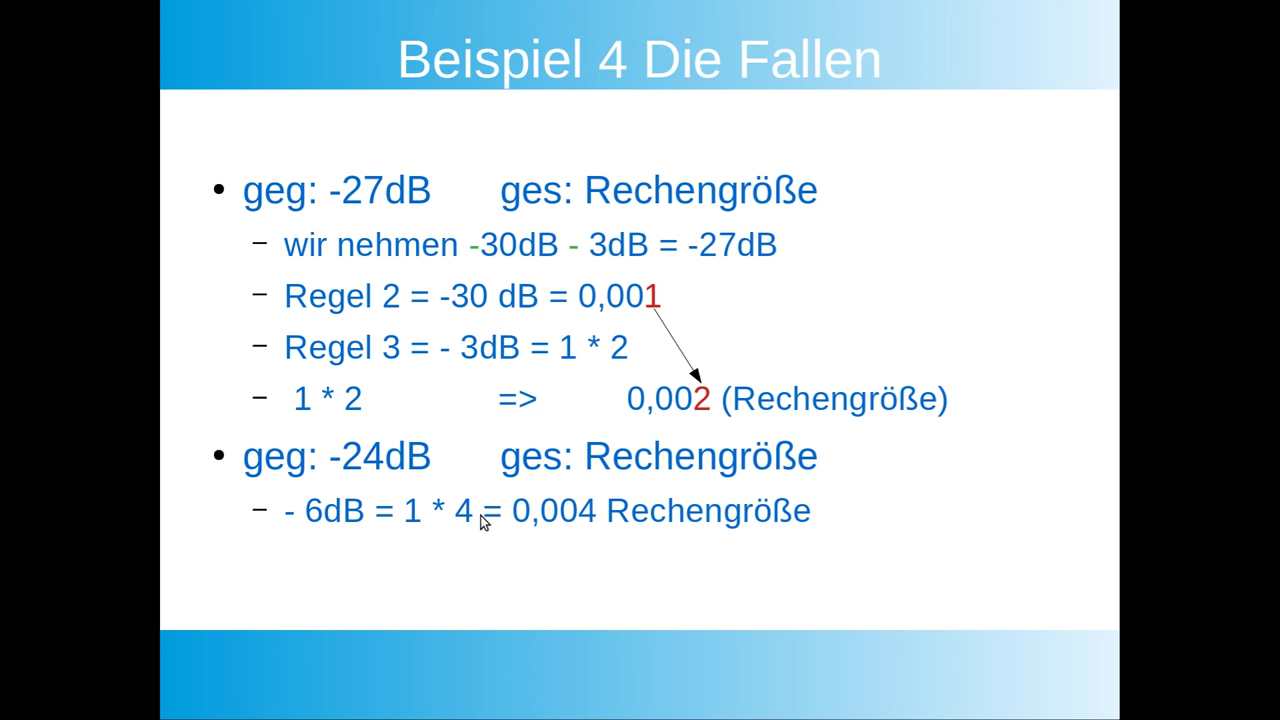 Beispiel 4 Die Fallen
• geg: -27dB ges: Rechengröße
– wir nehmen -30dB - 3dB = -27dB
– Regel 2 = -30 dB = 0,001
– Regel 3 = - 3dB = 1 * 2
– 1 * 2 => 0,002 (Rechengröße)
• geg: -24dB ges: Rechengröße
– - 6dB = 1 * 4 = 0,004 Rechengröße